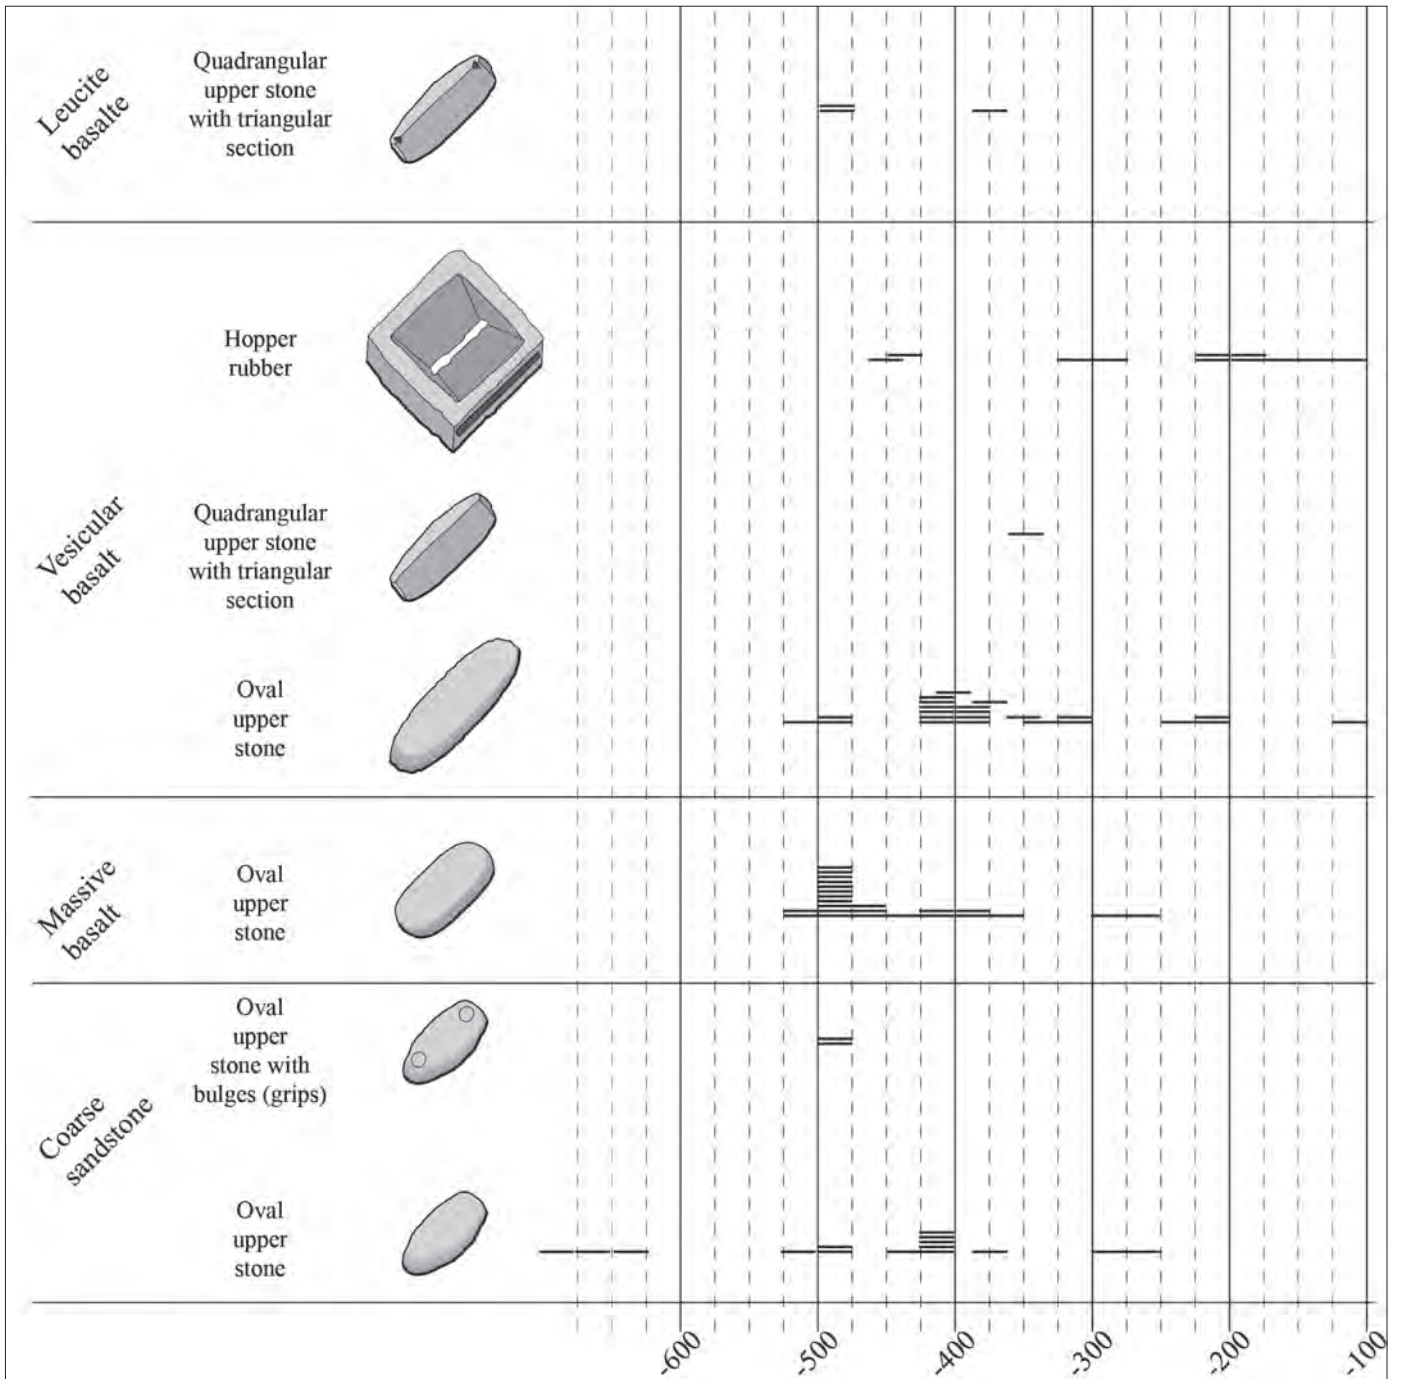 Leucite
basalte
Quadrangular
upper stone
with triangular
section
Vesicular
basalt
Hopper
rubber
Quadrangular
upper stone
with triangular
section
Oval
upper
stone
Massive
basalt
Oval
upper
stone
Coarse
sandstone
Oval
upper
stone with
bulges (grips)
Oval
upper
stone
-600
-500
-400
-300
-200
-100